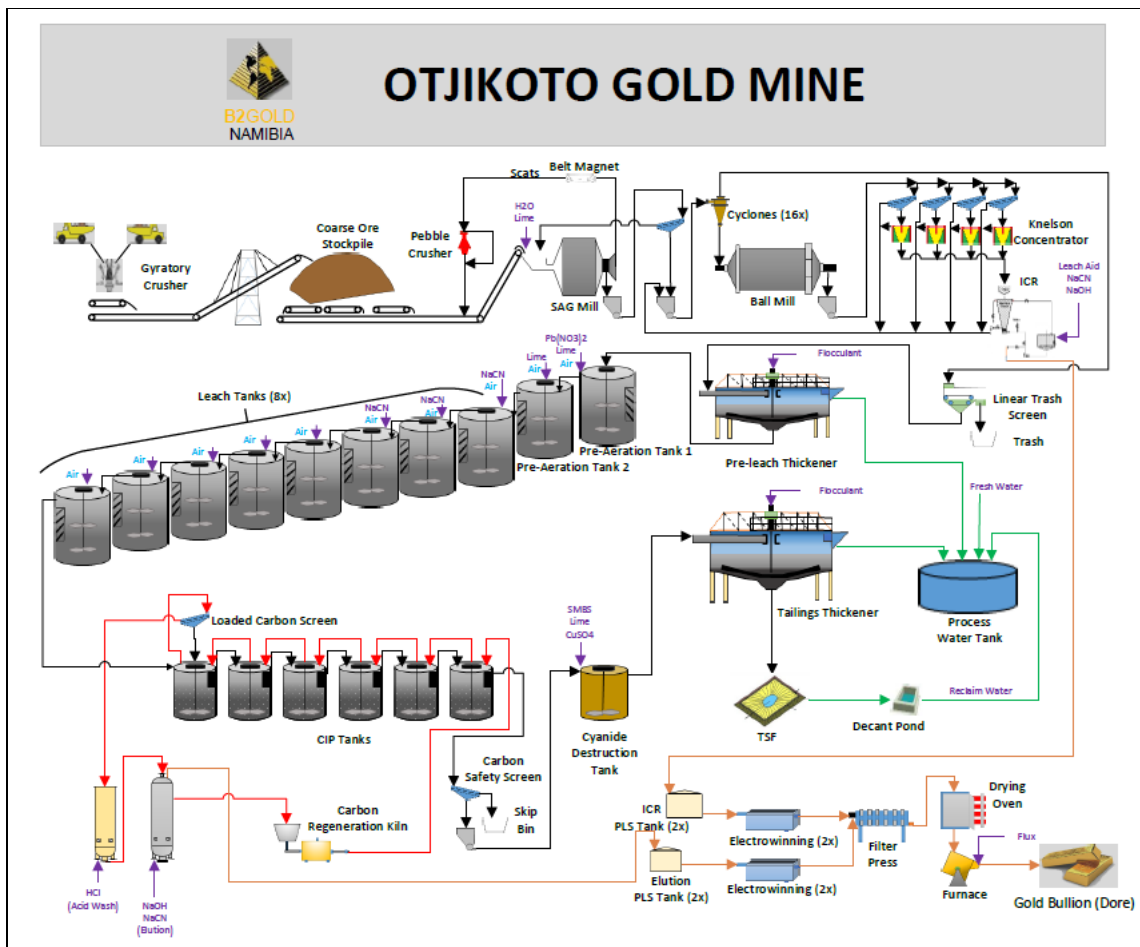 OTJIKOTO GOLD MINE
B2GOLD
NAMIBIA
Scats
Belt Magnet
H2O
Lime
Cyclones (16x)
Coarse Ore
Stockpile
Pebble
Crusher
Knelson
Concentrator
Gyratory
Crusher
SAG Mill
Ball Mill
ICR
Leach Aid
NaCN
NaOH
Pb(NO3)2
Lime
Air
Lime
Air
NaCN
Air
NaCN
Air
NaCN
Air
Air
Air
Air
Air
Air
Leach Tanks (8x)
Flocculant
Linear Trash
Screen
Trash
Pre-Aeration Tank 1
Pre-Aeration Tank 2
Pre-leach Thickener
Fresh Water
Flocculant
Loaded Carbon Screen
SMBS
Lime
CuSO4
Tailings Thickener
Process
Water Tank
Reclaim Water
CIP Tanks
TSF
Decant Pond
Cyanide
Destruction
Tank
Carbon
Safety Screen
Skip
Bin
Carbon
Regeneration Kiln
ICR
PLS Tank (2x)
Electrowinning (2x)
Filter
Press
Drying
Oven
Flux
Elution
PLS Tank (2x)
Electrowinning (2x)
Furnace
Gold Bullion (Dore)
HCl
(Acid Wash)
NaOH
NaCN
(Bution)